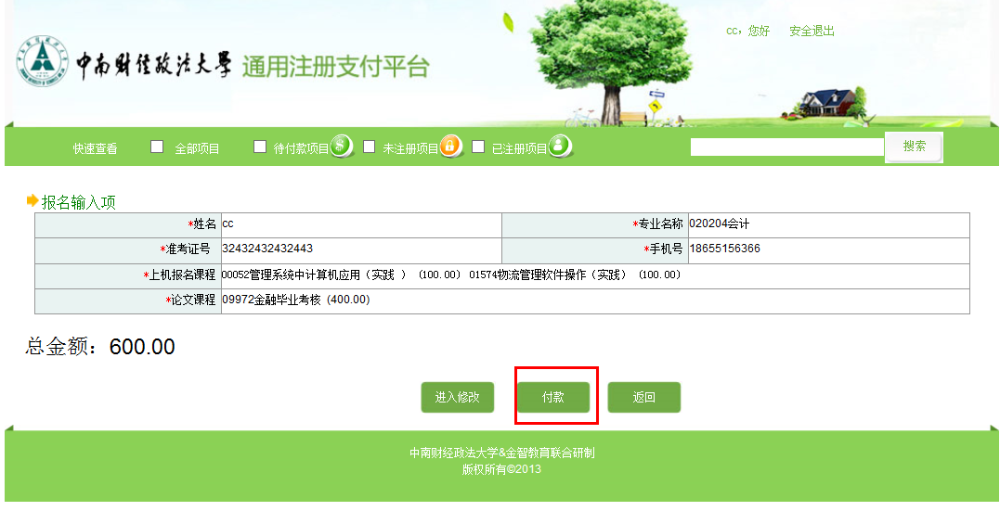 cc，您好 安全退出
中南财经政法大学 通用注册支付平台
快速查看 全部项目 待付款项目 未注册项目 已注册项目 搜索
报名输入项
*姓名 cc *专业名称 020204会计
*准考证号 32432432432443 *手机号 18655156366
*上机报名课程 00052管理系统中计算机应用（实践 ）（100.00）01574物流管理软件操作（实践）（100.00）
*论文课程 09972金融毕业考核 (400.00)
总金额：600.00
进入修改 付款 返回
中南财经政法大学&金智教育联合研制
版权所有©2013